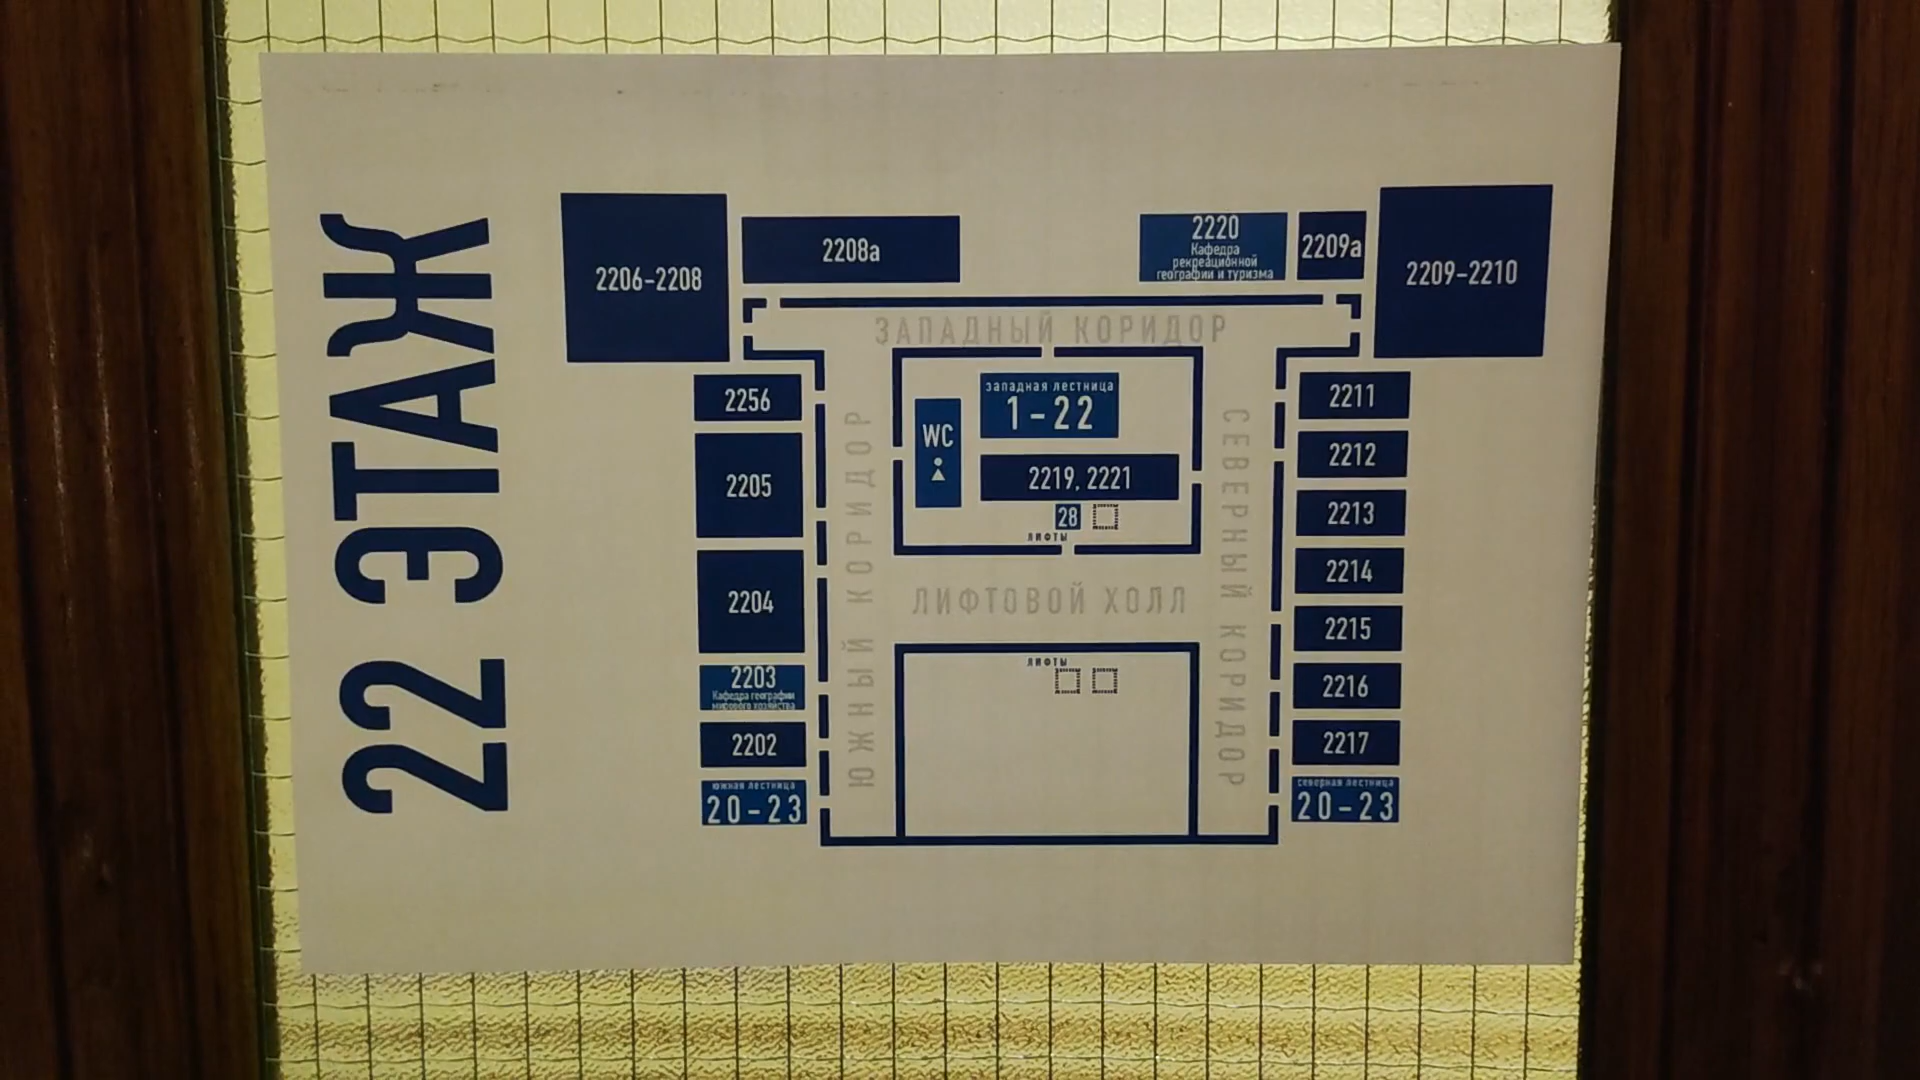 22 ЭТАЖ
2206-2208
2208а
2220
Кафедра
рекреационной
географии и туризма
2209а
2209-2210
ЗАПАДНЫЙ КОРИДОР
2256
2205
2204
2203
Кафедра географии
мирового хозяйства
2202
южная лестница
20-23
ЮЖНЫЙ КОРИДОР
WC
западная лестница
1-22
2219, 2221
28
ЛИФТЫ
ЛИФТОВОЙ ХОЛЛ
ЛИФТЫ
СЕВЕРНЫЙ КОРИДОР
2211
2212
2213
2214
2215
2216
2217
северная лестница
20-23